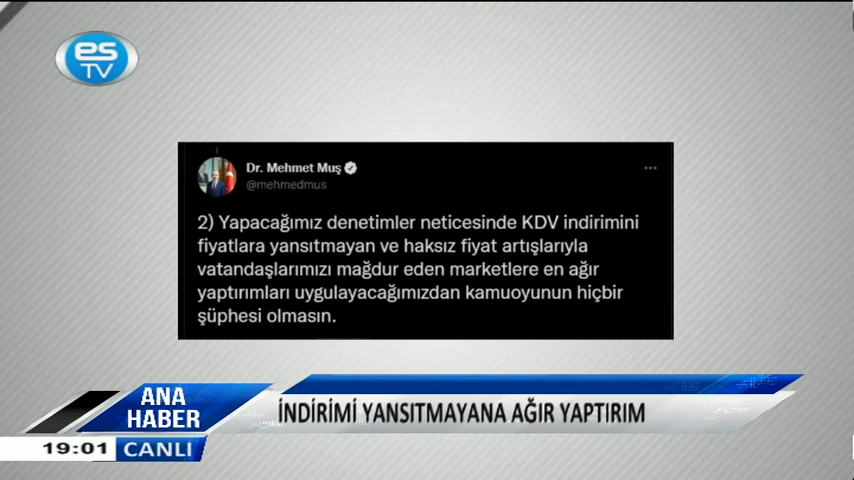 es
TV
Dr. Mehmet Muş
@mehmedmus
2) Yapacağımız denetimler neticesinde KDV indirimini
fiyatlara yansıtmayan ve haksız fiyat artışlarıyla
vatandaşlarımızı mağdur eden marketlere en ağır
yaptırımları uygulayacağımızdan kamuoyunun hiçbir
şüphesi olmasın.
ANA
HABER
İNDİRİMİ YANSITMAYANA AĞIR YAPTIRIM
19:01 CANLI